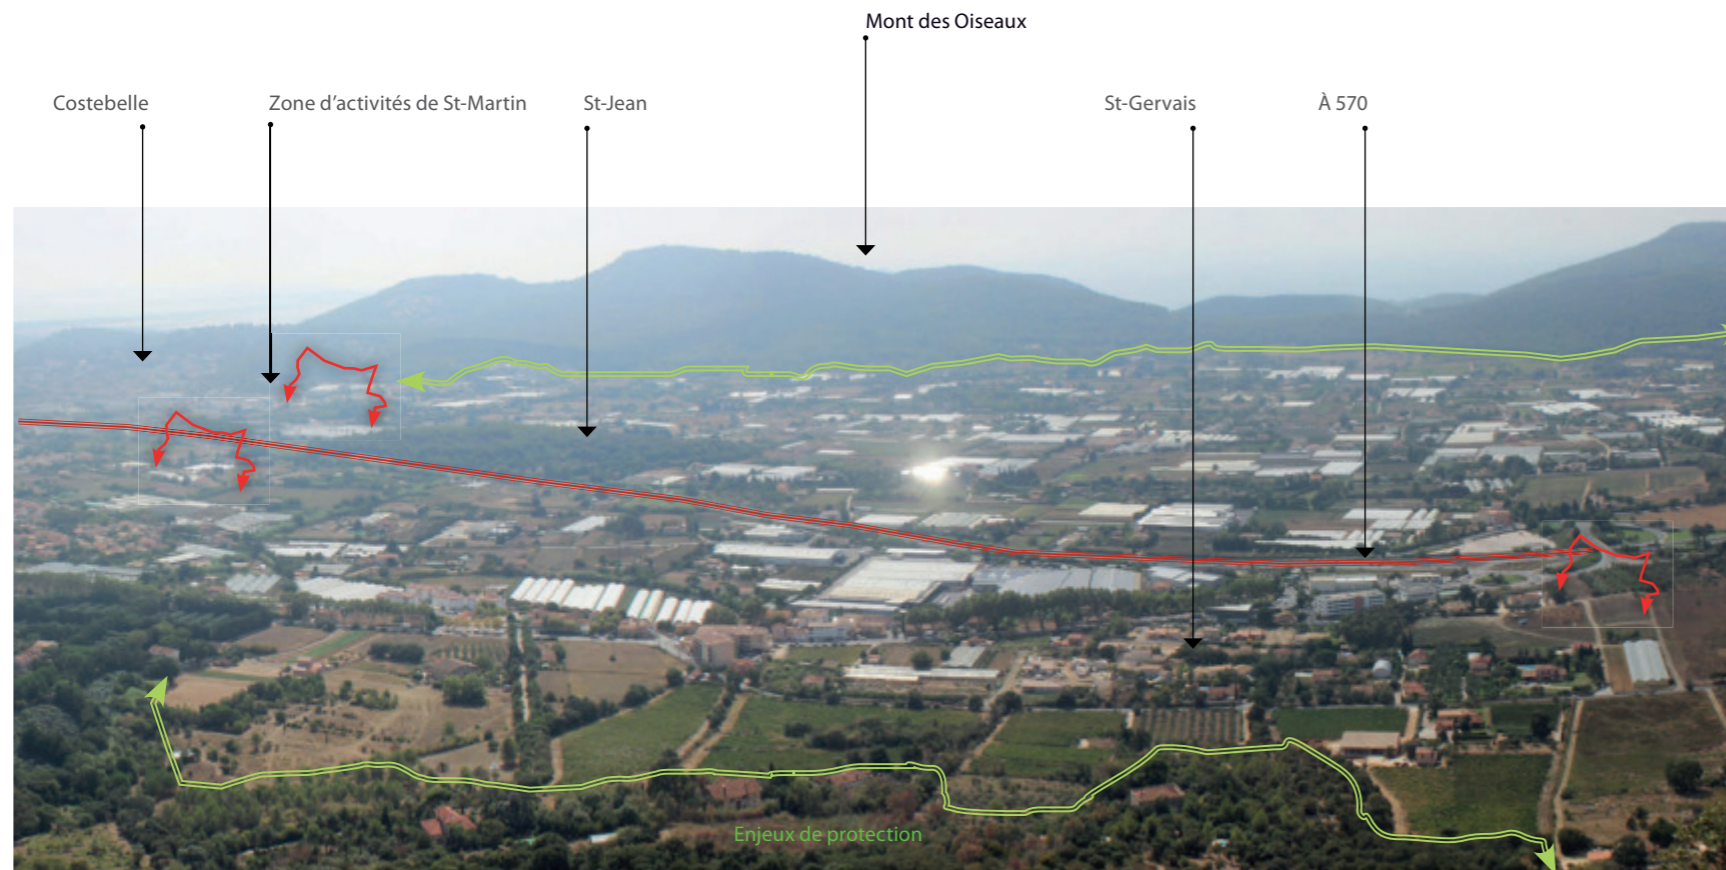 Mont des Oiseaux
Costebelle
Zone d'activités de St-Martin
St-Jean
St-Gervais
À 570
Enjeux de protection